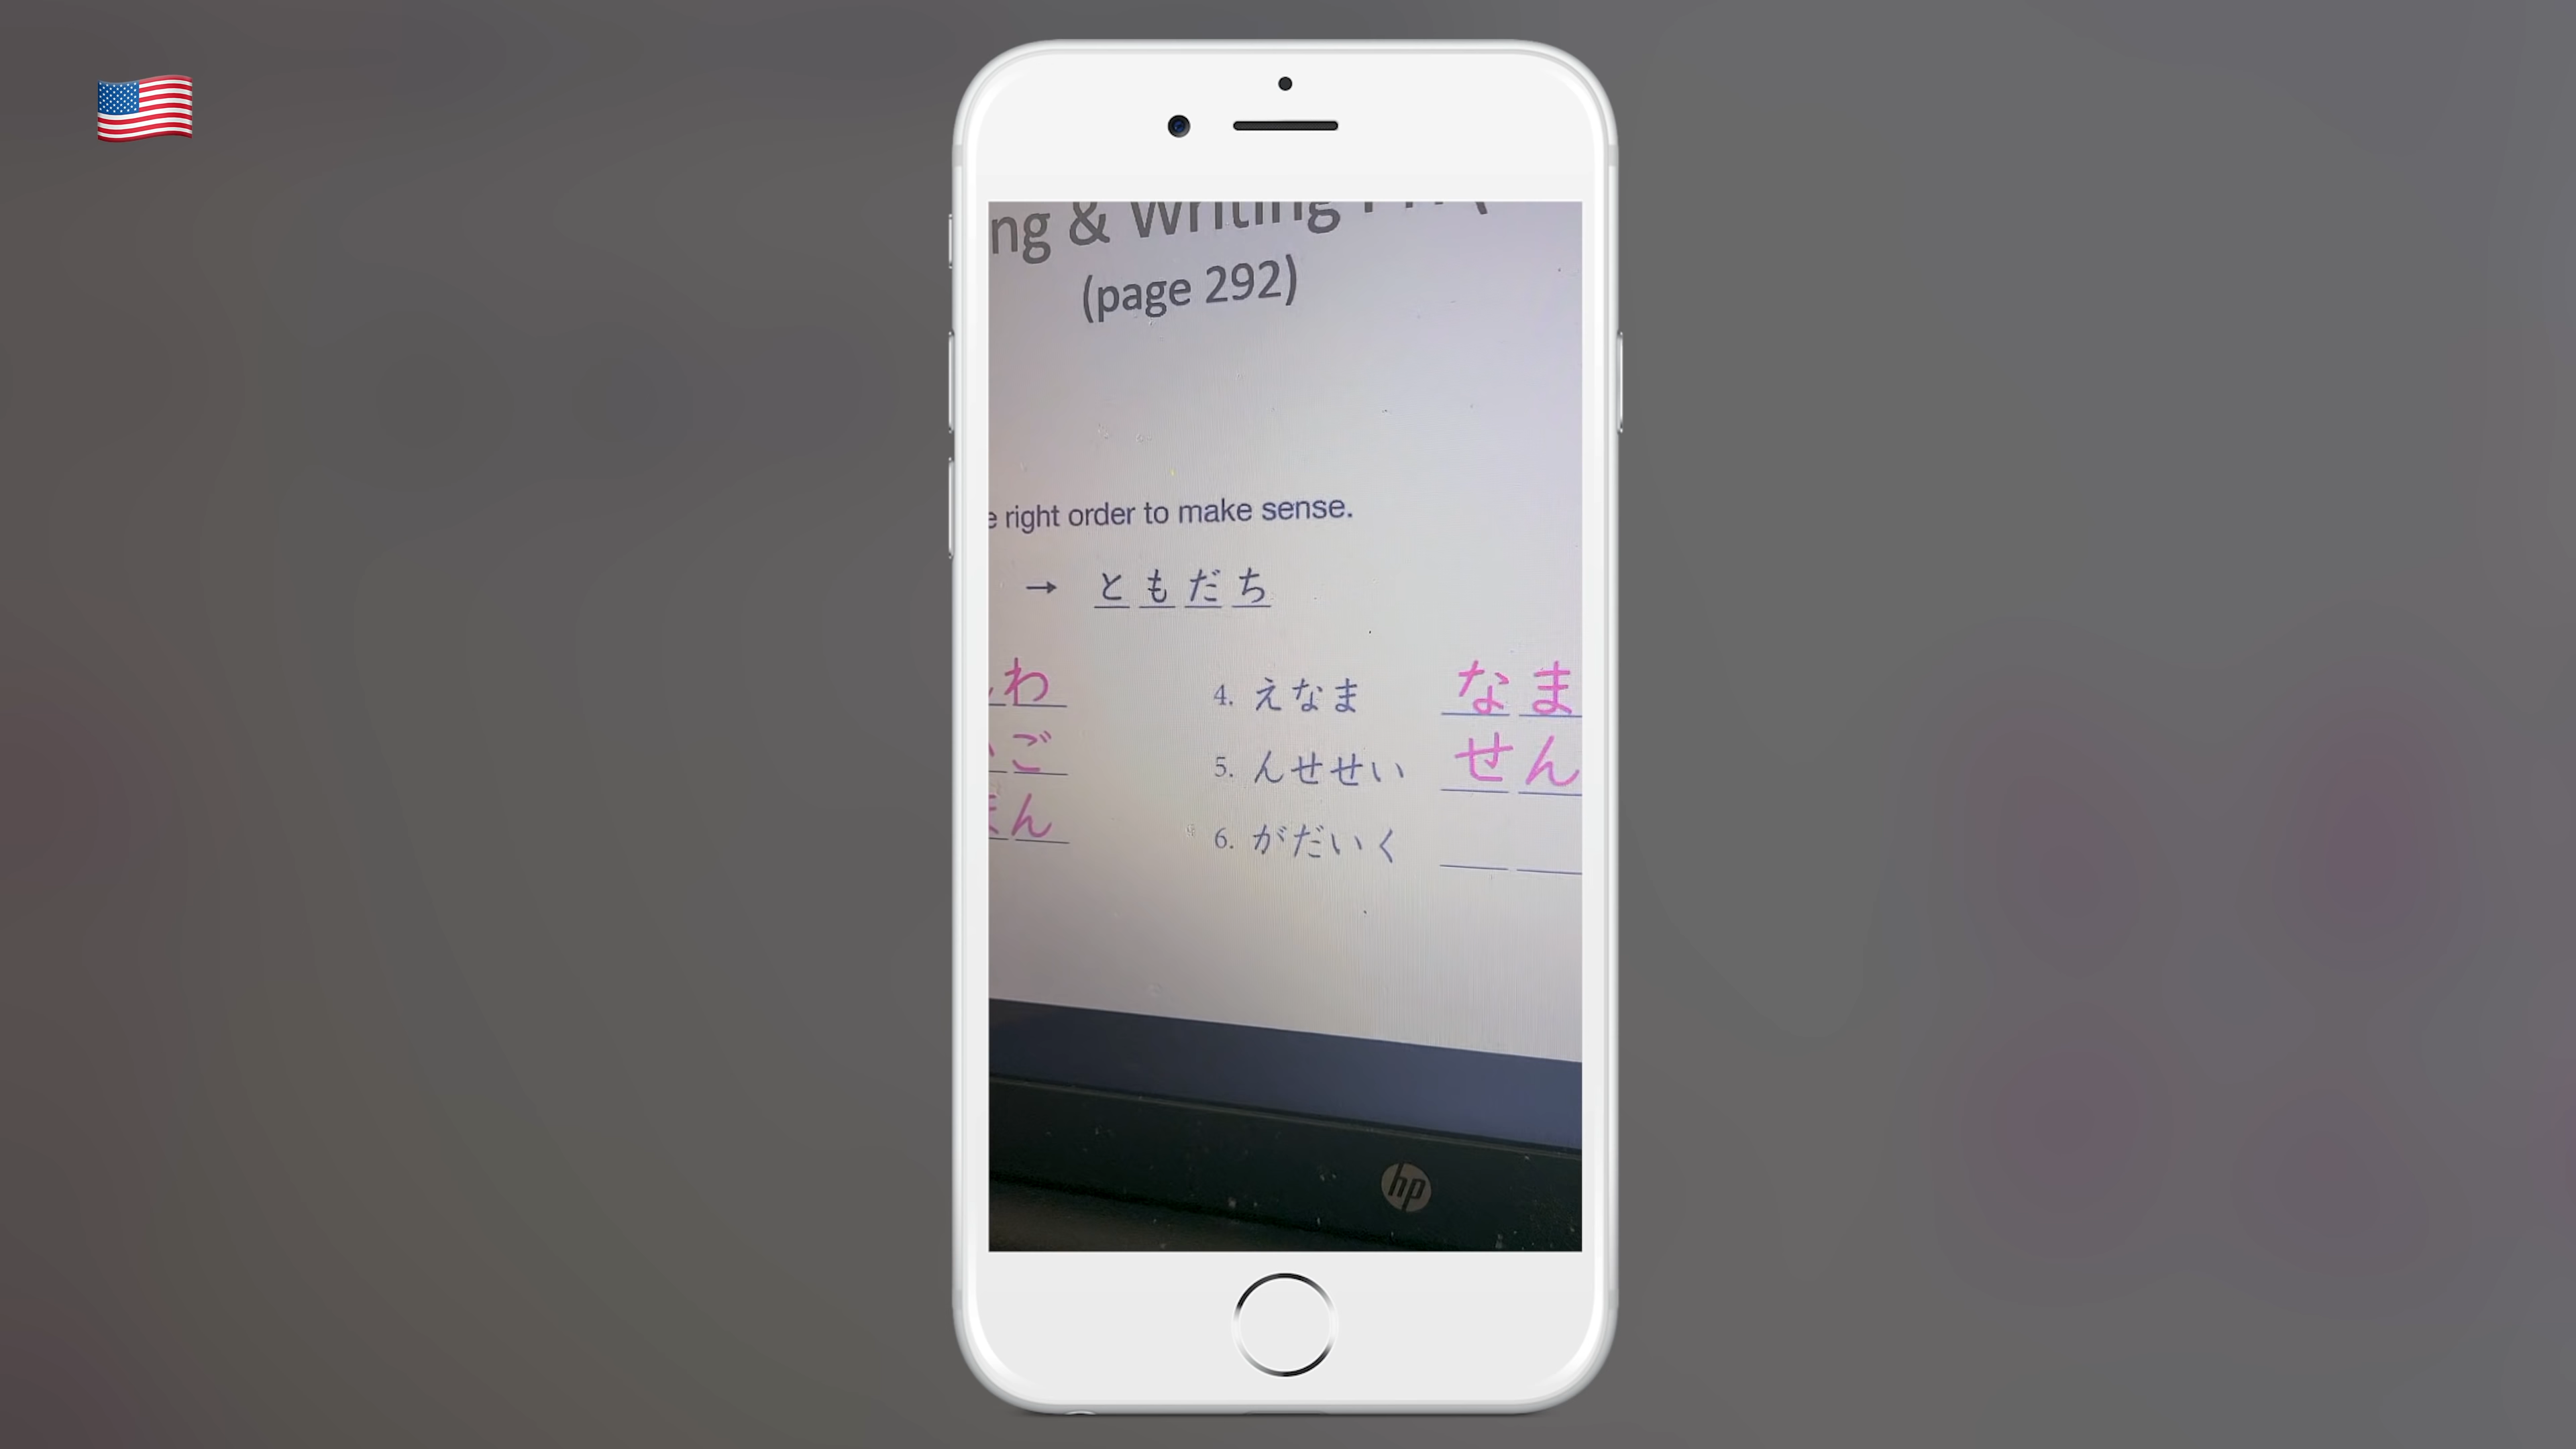 ng & Writing
(page 292)
right order to make sense.
→ ともだち
わ
ご
ん
4. えなま なま
5. んせせい せん
6. がだいく
hp